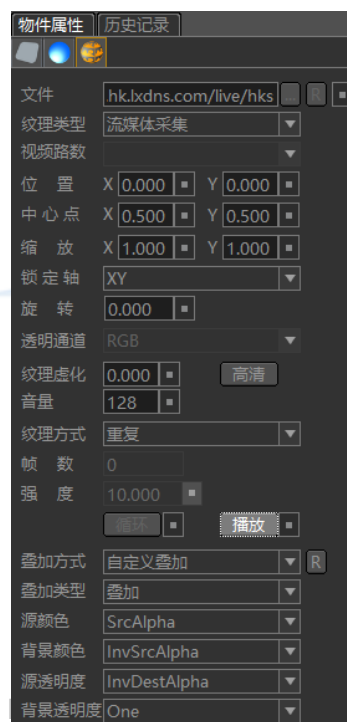 物件属性 历史记录
文件 .hk.lxdns.com/live/hks ... R
纹理类型 流媒体采集
视频路数
位 置 X 0.000 Y 0.000
中心点 X 0.500 Y 0.500
缩 放 X 1.000 Y 1.000
锁定轴 XY
旋 转 0.000
透明通道 RGB
纹理虚化 0.000 高清
音量 128
纹理方式 重复
帧 数 0
强 度 10.000
循环 播放
叠加方式 自定义叠加 R
叠加类型 叠加
源颜色 SrcAlpha
背景颜色 InvSrcAlpha
源透明度 InvDestAlpha
背景透明度 One